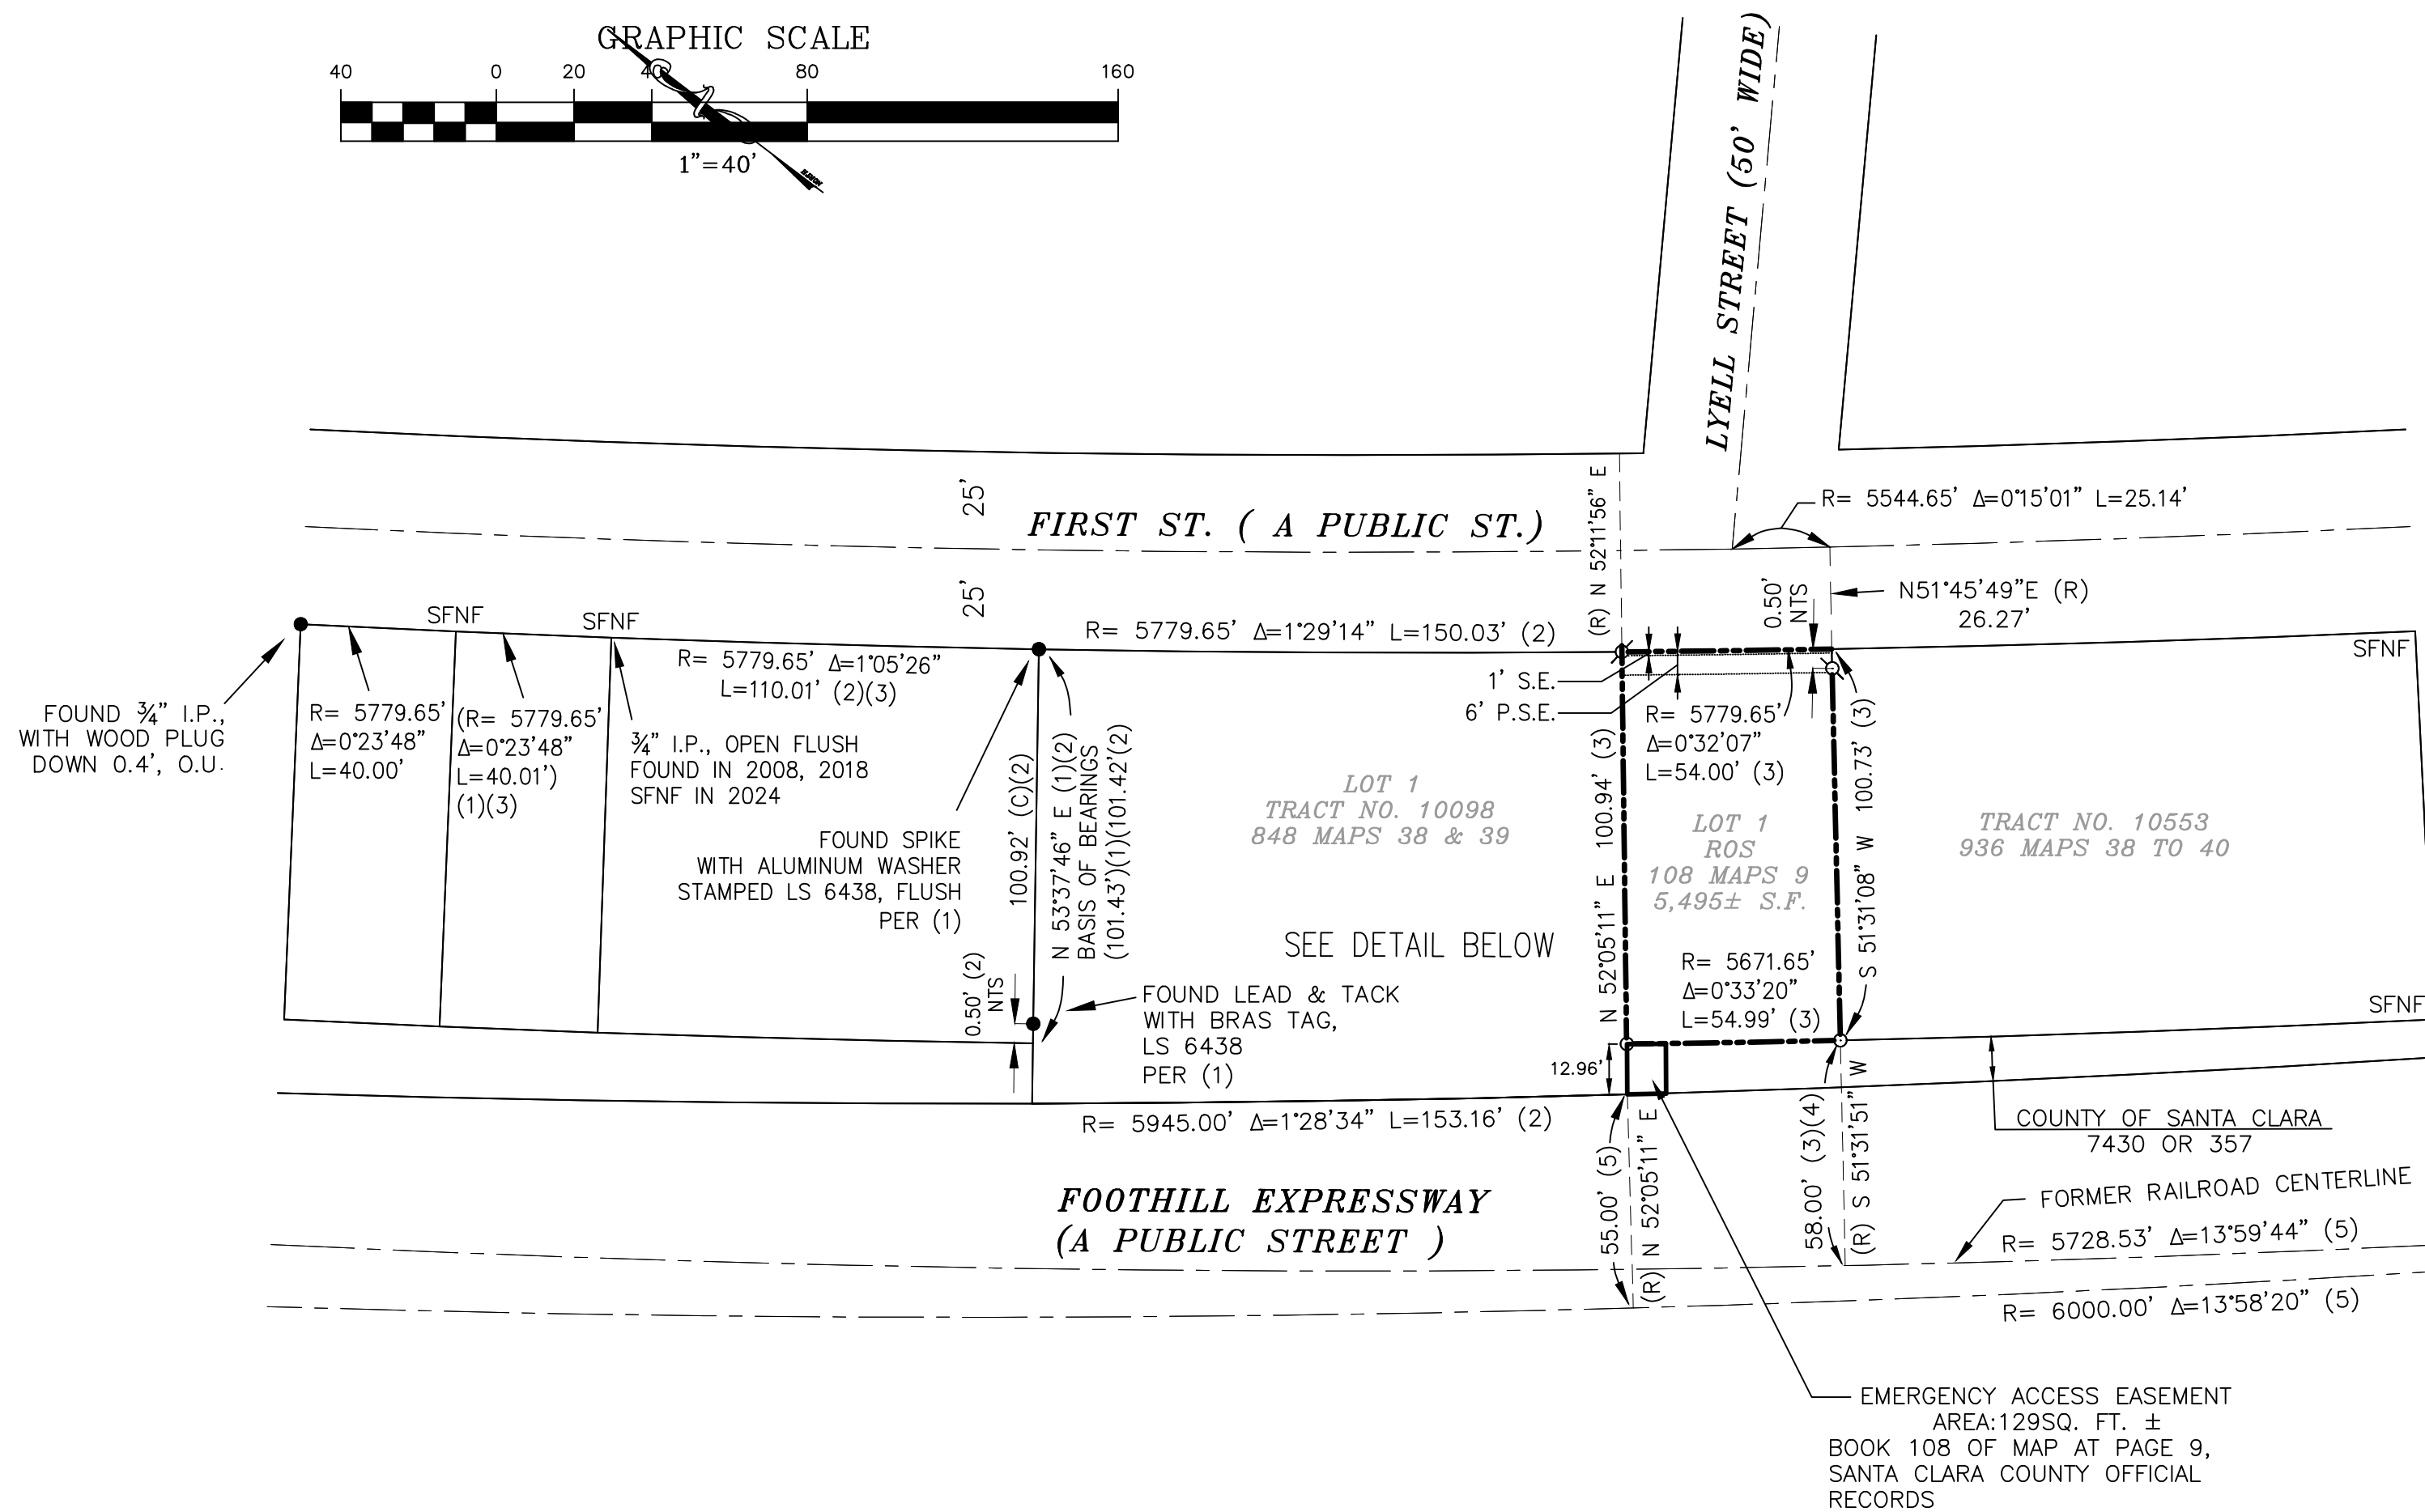 GRAPHIC SCALE
40 0 20 40 80 160
1"=40'
LYELL STREET (50' WIDE)
25'
FIRST ST. ( A PUBLIC ST.)
(R) N 52°11'56" E
R= 5544.65' Δ=0°15'01" L=25.14'
25'
0.50'
NTS
N51°45'49"E (R)
26.27'
SFNF
SFNF
R= 5779.65' Δ=1°29'14" L=150.03' (2)
SFNF
R= 5779.65' Δ=1°05'26"
L=110.01' (2)(3)
1' S.E.
6' P.S.E.
FOUND ¾" I.P.,
WITH WOOD PLUG
DOWN 0.4', O.U.
R= 5779.65'
Δ=0°23'48"
L=40.00'
(R= 5779.65'
Δ=0°23'48"
L=40.01')
(1)(3)
¾" I.P., OPEN FLUSH
FOUND IN 2008, 2018
SFNF IN 2024
FOUND SPIKE
WITH ALUMINUM WASHER
STAMPED LS 6438, FLUSH
PER (1)
100.92' (C)(2)
N 53°37'46" E (1)(2)
BASIS OF BEARINGS
(101.43')(1)(101.42'(2)
0.50' (2)
NTS
LOT 1
TRACT NO. 10098
848 MAPS 38 & 39
SEE DETAIL BELOW
FOUND LEAD & TACK
WITH BRAS TAG,
LS 6438
PER (1)
N 52°05'11" E 100.94' (3)
R= 5779.65'
Δ=0°32'07"
L=54.00' (3)
LOT 1
ROS
108 MAPS 9
5,495± S.F.
R= 5671.65'
Δ=0°33'20"
L=54.99' (3)
S 51°31'08" W 100.73' (3)
TRACT NO. 10553
936 MAPS 38 TO 40
SFNF
12.96'
R= 5945.00' Δ=1°28'34" L=153.16' (2)
FOOTHILL EXPRESSWAY
(A PUBLIC STREET )
55.00' (5)
(R) N 52°05'11" E
58.00' (3)(4)
(R) S 51°31'51" W
COUNTY OF SANTA CLARA
7430 OR 357
FORMER RAILROAD CENTERLINE
R= 5728.53' Δ=13°59'44" (5)
R= 6000.00' Δ=13°58'20" (5)
EMERGENCY ACCESS EASEMENT
AREA:129SQ. FT. ±
BOOK 108 OF MAP AT PAGE 9,
SANTA CLARA COUNTY OFFICIAL
RECORDS